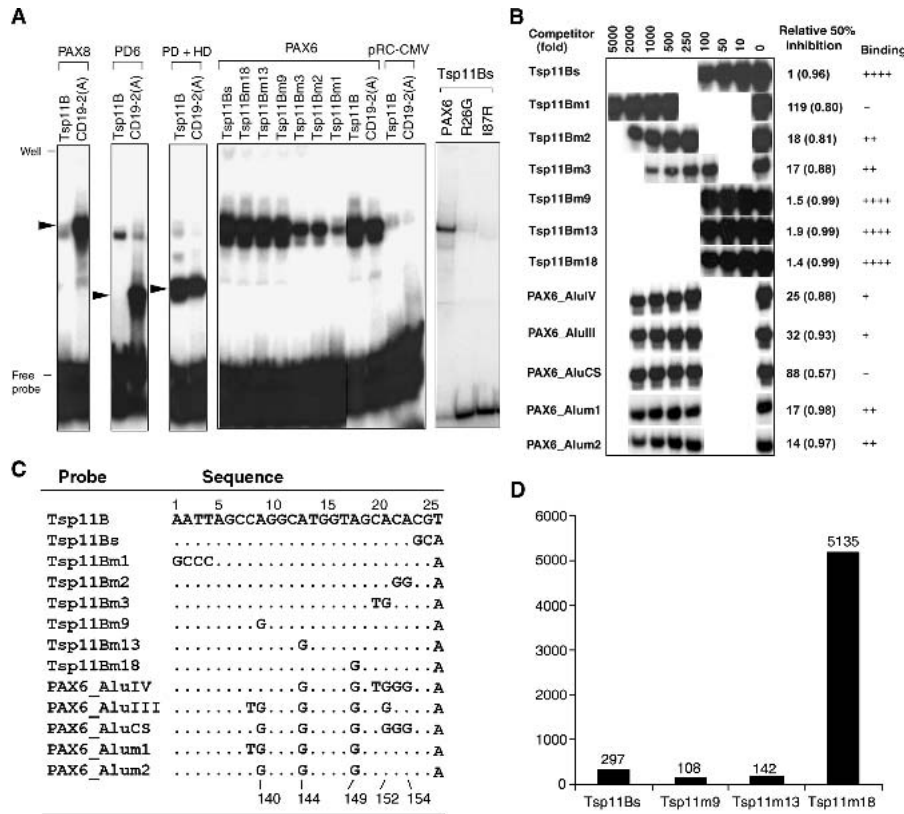 A
PAX8
PD6
PD + HD
PAX6
pRC-CMV
Tsp11Bs
Tsp11B
CD19-2(A)
Tsp11B
CD19-2(A)
Tsp11B
CD19-2(A)
Tsp11Bs
Tsp11Bm18
Tsp11Bm13
Tsp11Bm9
Tsp11Bm3
Tsp11Bm2
Tsp11Bm1
Tsp11B
CD19-2(A)
Tsp11B
CD19-2(A)
PAX6
R26G
I87R
Well
Free
probe
B
Competitor
(fold)
5000 2000 1000 500 250 100 50 10 0
Relative 50%
Inhibition
Binding
Tsp11Bs 1 (0.96) ++++
Tsp11Bm1 119 (0.80) –
Tsp11Bm2 18 (0.81) ++
Tsp11Bm3 17 (0.88) ++
Tsp11Bm9 1.5 (0.99) ++++
Tsp11Bm13 1.9 (0.99) ++++
Tsp11Bm18 1.4 (0.99) ++++
PAX6_AluIV 25 (0.88) +
PAX6_AluIII 32 (0.93) +
PAX6_AluCS 88 (0.57) –
PAX6_Alum1 17 (0.98) ++
PAX6_Alum2 14 (0.97) ++
C
Probe Sequence
1 5 10 15 20 25
Tsp11B AATTAGCCAGGCATGGTAGCACACGT
Tsp11Bs .......................GCA
Tsp11Bm1 GCCC.....................A
Tsp11Bm2 .....................GG..A
Tsp11Bm3 ...................TG....A
Tsp11Bm9 ........G................A
Tsp11Bm13 ............G............A
Tsp11Bm18 .................G.......A
PAX6_AluIV ............G....G.TGGG..A
PAX6_AluIII .......TG...G....G..G....A
PAX6_AluCS ........G...G....G..GGG..A
PAX6_Alum1 .......TG...G....G.......A
PAX6_Alum2 ........G...G....G.......A
140 144 149 152 154
D
6000
5000
4000
3000
2000
1000
0
297
108
142
5135
Tsp11Bs Tsp11m9 Tsp11m13 Tsp11m18